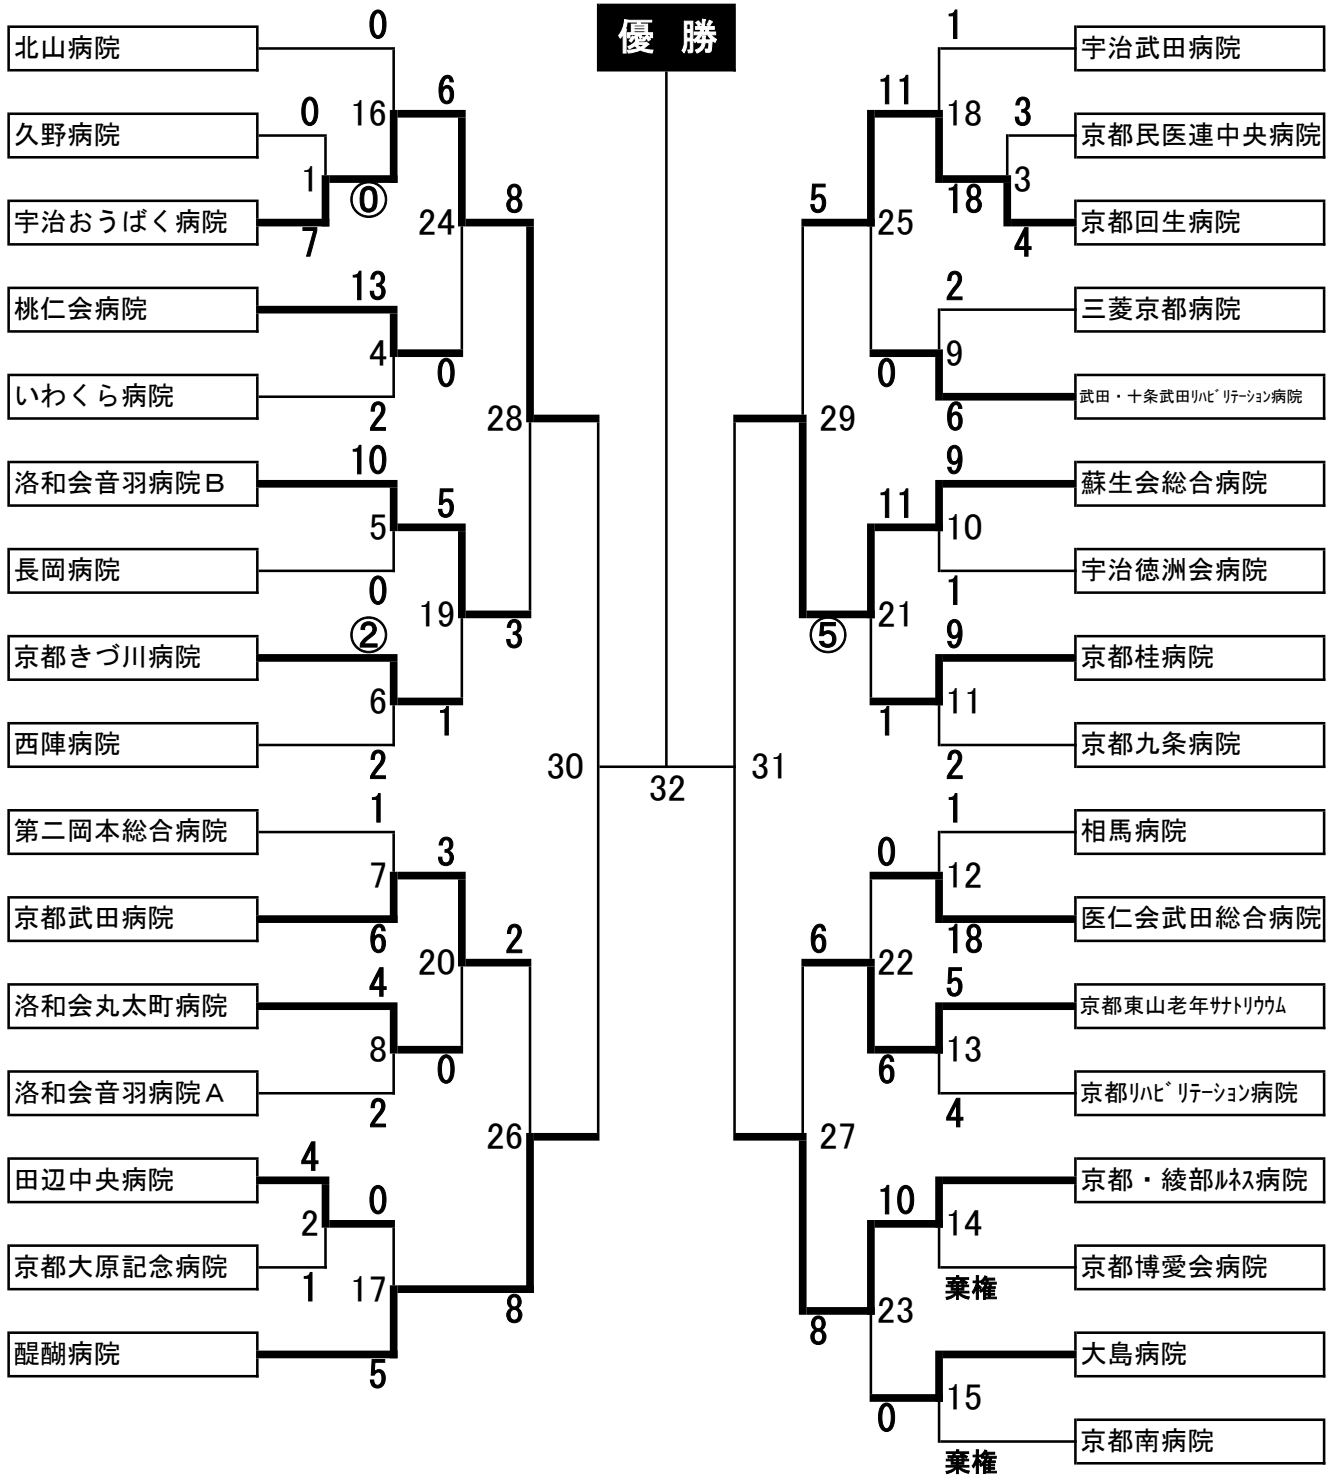 優 勝
0
北山病院
16
6
0
久野病院
1
⓪
宇治おうばく病院
7
24
8
13
桃仁会病院
4
0
いわくら病院
2
28
10
洛和会音羽病院B
5
5
長岡病院
0
19
3
②
京都きづ川病院
6
1
西陣病院
2
30
1
第二岡本総合病院
7
3
京都武田病院
6
20
2
4
洛和会丸太町病院
8
0
洛和会音羽病院A
2
26
4
田辺中央病院
2
0
京都大原記念病院
1
17
8
醍醐病院
5
32
1
宇治武田病院
11
18
3
京都民医連中央病院
3
18
京都回生病院
4
5
25
2
三菱京都病院
9
0
武田・十条武田ﾘﾊﾋﾞﾘﾃｰｼｮﾝ病院
6
29
9
蘇生会総合病院
11
10
宇治徳洲会病院
1
21
⑤
9
京都桂病院
11
1
京都九条病院
2
31
1
相馬病院
0
12
医仁会武田総合病院
18
6
22
5
京都東山老年ｻﾅﾄﾘｳｳﾑ
13
6
京都ﾘﾊﾋﾞﾘﾃｰｼｮﾝ病院
4
27
京都・綾部ﾙﾈｽ病院
10
14
京都博愛会病院
棄権
23
8
大島病院
15
0
京都南病院
棄権